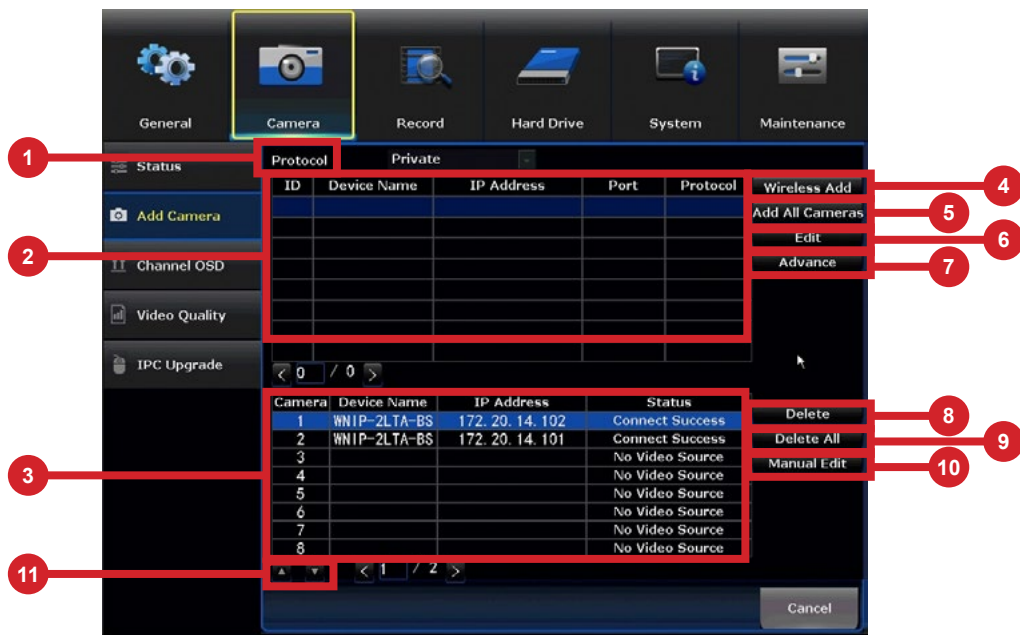 General Camera Record Hard Drive System Maintenance
1 Status Protocol Private
ID Device Name IP Address Port Protocol Wireless Add 4
Add Camera Add All Cameras 5
Edit 6
2 Channel OSD Advance 7
Video Quality
IPC Upgrade
< 0 / 0 >
Camera Device Name IP Address Status
1 WNIP-2LTA-BS 172. 20. 14. 102 Connect Success Delete 8
2 WNIP-2LTA-BS 172. 20. 14. 101 Connect Success Delete All 9
3 No Video Source Manual Edit 10
3 4 No Video Source
5 No Video Source
6 No Video Source
7 No Video Source
8 No Video Source
11 < 1 / 2 >
Cancel